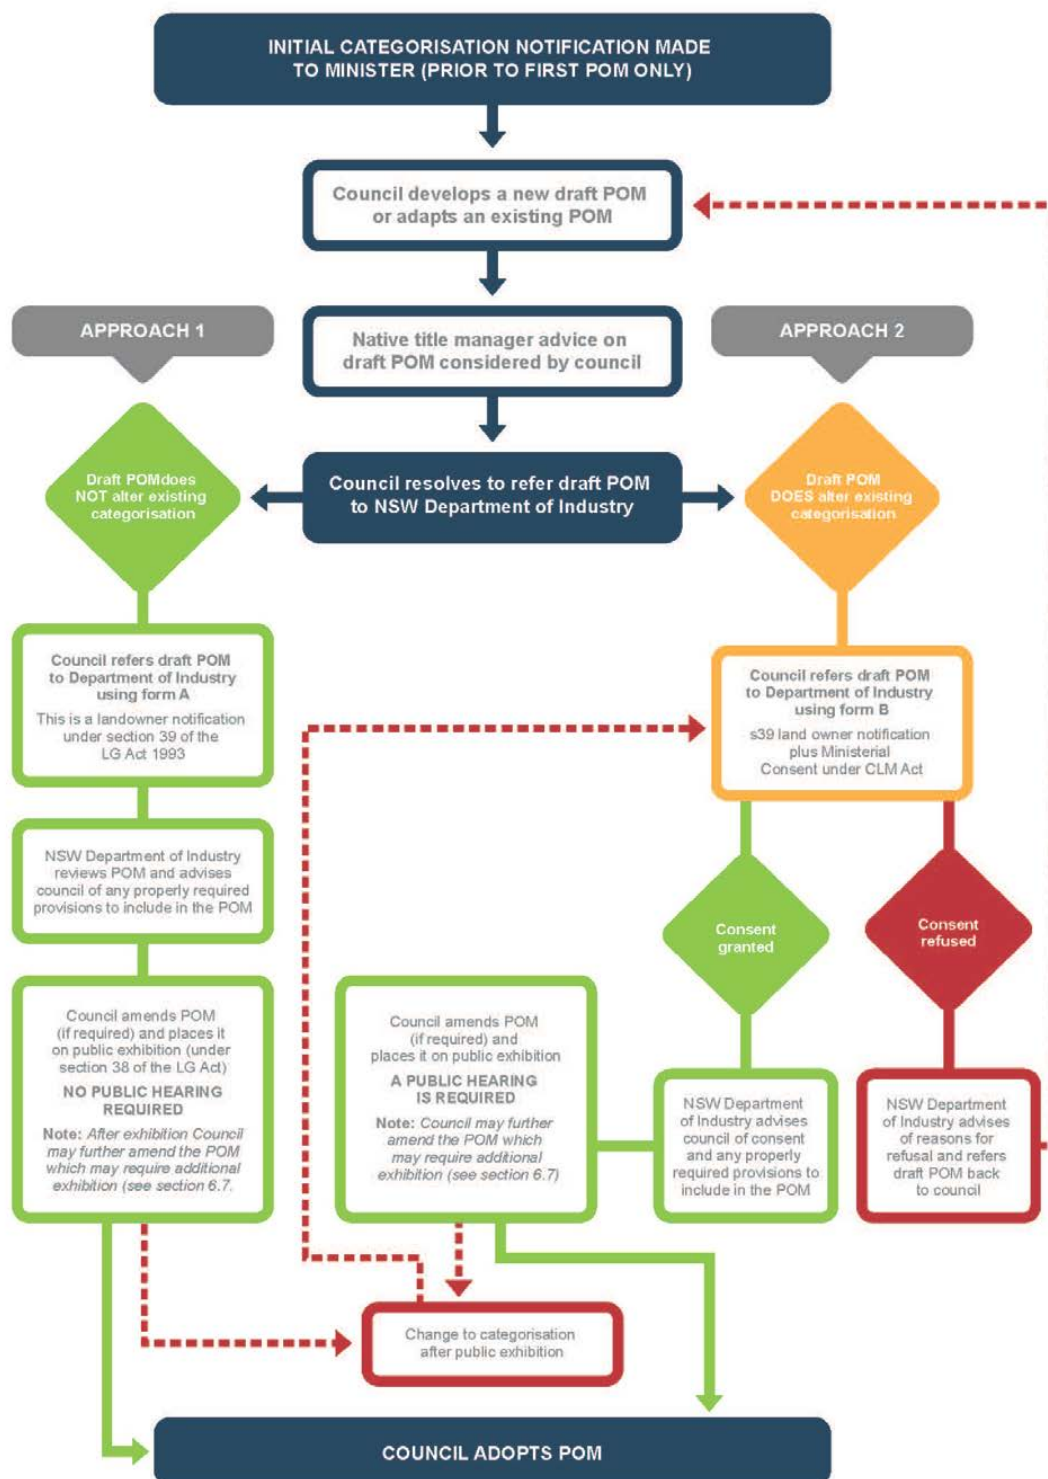 INITIAL CATEGORISATION NOTIFICATION MADE
TO MINISTER (PRIOR TO FIRST POM ONLY)
Council develops a new draft POM
or adapts an existing POM
APPROACH 1
Native title manager advice on
draft POM considered by council
APPROACH 2
Draft POMdoes
NOT alter existing
categorisation
Council resolves to refer draft POM
to NSW Department of Industry
Draft POM
DOES alter existing
categorisation
Council refers draft POM
to Department of Industry
using form A
This is a landowner notification
under section 39 of the
LG Act 1993
Council refers draft POM
to Department of Industry
using form B
s39 land owner notification
plus Ministerial
Consent under CLM Act
NSW Department of Industry
reviews POM and advises
council of any properly required
provisions to include in the POM
Consent
granted
Consent
refused
Council amends POM
(if required) and places it
on public exhibition (under
section 38 of the LG Act)
NO PUBLIC HEARING
REQUIRED
Note: After exhibition Council
may further amend the POM
which may require additional
exhibition (see section 6.7.
Council amends POM
(if required) and
places it on public exhibition
A PUBLIC HEARING
IS REQUIRED
Note: Council may further
amend the POM which
may require additional
exhibition (see section 6.7)
NSW Department
of Industry advises
council of consent
and any properly
required provisions to
include in the POM
NSW Department
of Industry advises
of reasons for
refusal and refers
draft POM back
to council
Change to categorisation
after public exhibition
COUNCIL ADOPTS POM